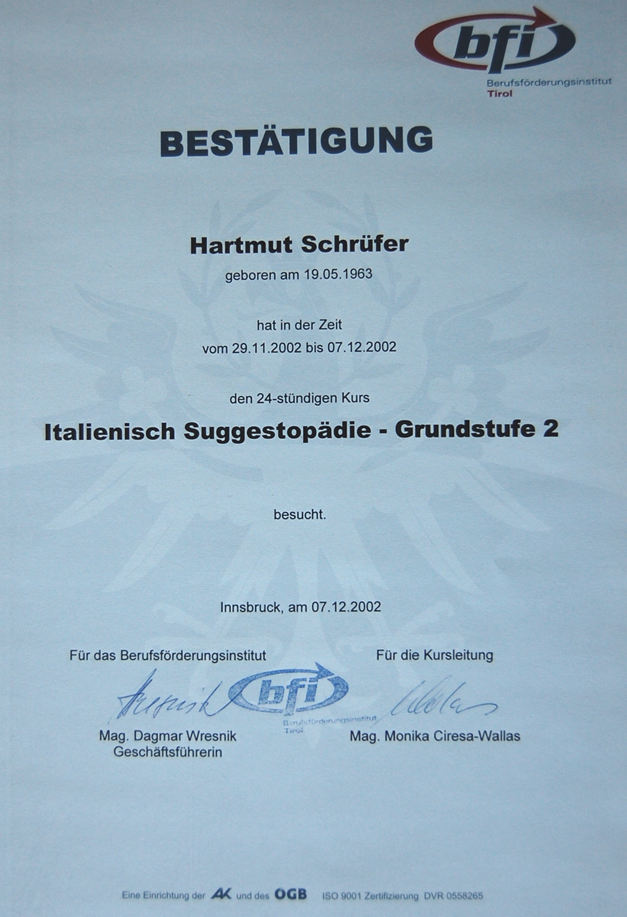 bfi
Berufsförderungsinstitut
Tirol
BESTÄTIGUNG
Hartmut Schrüfer
geboren am 19.05.1963
hat in der Zeit
vom 29.11.2002 bis 07.12.2002
den 24-stündigen Kurs
Italienisch Suggestopädie - Grundstufe 2
besucht.
Innsbruck, am 07.12.2002
Für das Berufsförderungsinstitut
Für die Kursleitung
bfi
Berufsförderungsinstitut
Tirol
Mag. Dagmar Wresnik
Geschäftsführerin
Mag. Monika Ciresa-Wallas
Eine Einrichtung der AK und des ÖGB ISO 9001 Zertifizierung DVR 0558265